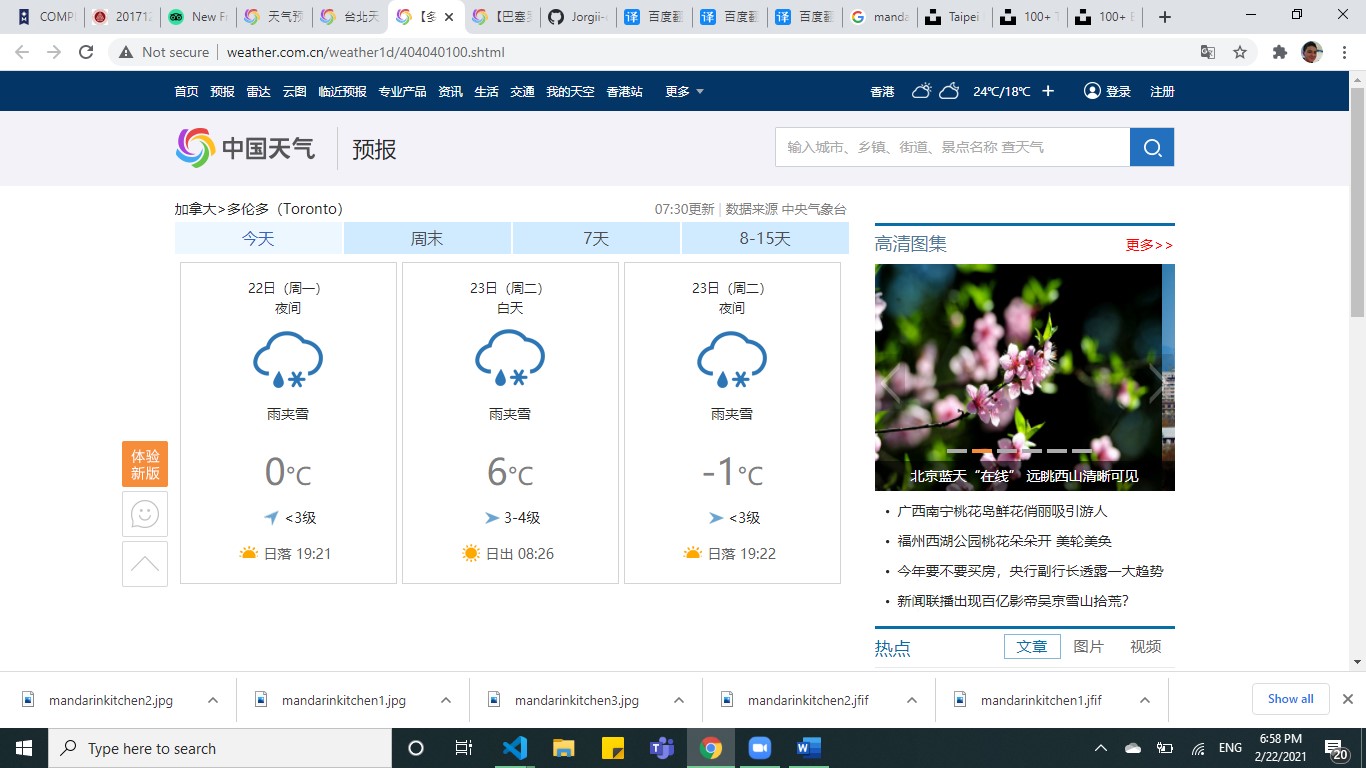 COMP
201712
New Fr
天气预
台北天
【多
【巴塞
Jorgii-
百度翻
百度翻
百度翻
manda
Taipei
100+ T
100+ E
Not secure
weather.com.cn/weather1d/404040100.shtml
首页 预报 雷达 云图 临近预报 专业产品 资讯 生活 交通 我的天空 香港站 更多
香港 24℃/18℃ + 登录 注册
中国天气 预报
输入城市、乡镇、街道、景点名称 查天气
加拿大>多伦多（Toronto）
07:30更新 | 数据来源 中央气象台
今天 周末 7天 8-15天
22日（周一）
夜间
雨夹雪
0℃
<3级
日落 19:21
23日（周二）
白天
雨夹雪
6℃
3-4级
日出 08:26
23日（周二）
夜间
雨夹雪
-1℃
<3级
日落 19:22
体验
新版
高清图集
更多>>
北京蓝天“在线” 远眺西山清晰可见
• 广西南宁桃花岛鲜花俏丽吸引游人
• 福州西湖公园桃花朵朵开 美轮美奂
• 今年要不要买房，央行副行长透露一大趋势
• 新闻联播出现百亿影帝吴京雪山拾荒?
热点 文章 图片 视频
mandarinkitchen2.jpg
mandarinkitchen1.jpg
mandarinkitchen3.jpg
mandarinkitchen2.jfif
mandarinkitchen1.jfif
Show all
Type here to search
ENG
6:58 PM
2/22/2021
20